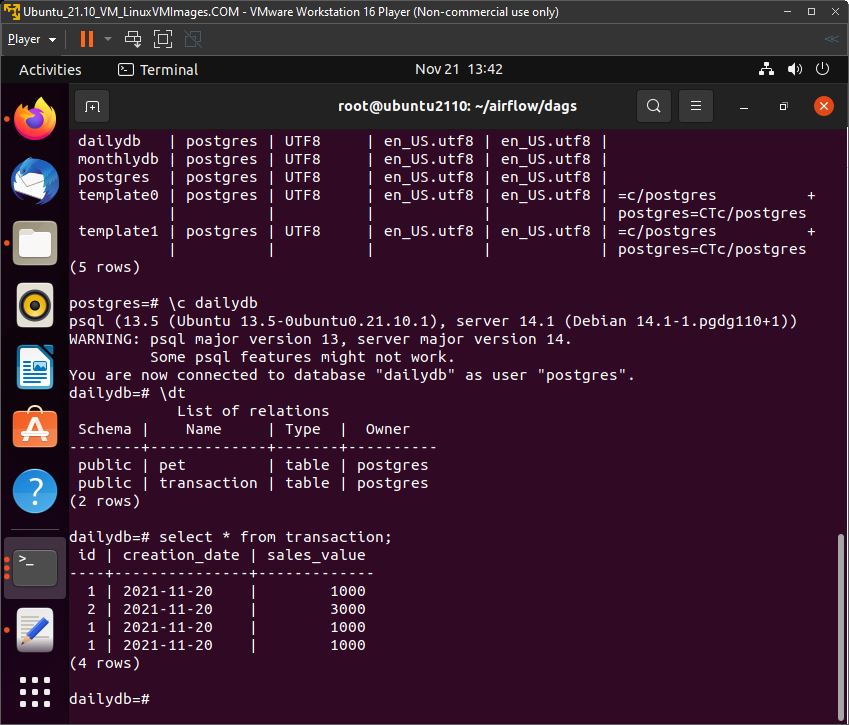 Ubuntu_21.10_VM_LinuxVMImages.COM - VMware Workstation 16 Player (Non-commercial use only)
Player
Activities Terminal Nov 21 13:42
root@ubuntu2110: ~/airflow/dags
 dailydb   | postgres | UTF8     | en_US.utf8 | en_US.utf8 |
 monthlydb | postgres | UTF8     | en_US.utf8 | en_US.utf8 |
 postgres  | postgres | UTF8     | en_US.utf8 | en_US.utf8 |
 template0 | postgres | UTF8     | en_US.utf8 | en_US.utf8 | =c/postgres          +
           |          |          |            |            | postgres=CTc/postgres
 template1 | postgres | UTF8     | en_US.utf8 | en_US.utf8 | =c/postgres          +
           |          |          |            |            | postgres=CTc/postgres
(5 rows)
postgres=# \c dailydb
psql (13.5 (Ubuntu 13.5-0ubuntu0.21.10.1), server 14.1 (Debian 14.1-1.pgdg110+1))
WARNING: psql major version 13, server major version 14.
         Some psql features might not work.
You are now connected to database "dailydb" as user "postgres".
dailydb=# \dt
            List of relations
 Schema |    Name     | Type  |  Owner
--------+-------------+-------+----------
 public | pet         | table | postgres
 public | transaction | table | postgres
(2 rows)
dailydb=# select * from transaction;
 id | creation_date | sales_value
----+---------------+-------------
  1 | 2021-11-20    |        1000
  2 | 2021-11-20    |        3000
  1 | 2021-11-20    |        1000
  1 | 2021-11-20    |        1000
(4 rows)
dailydb=#